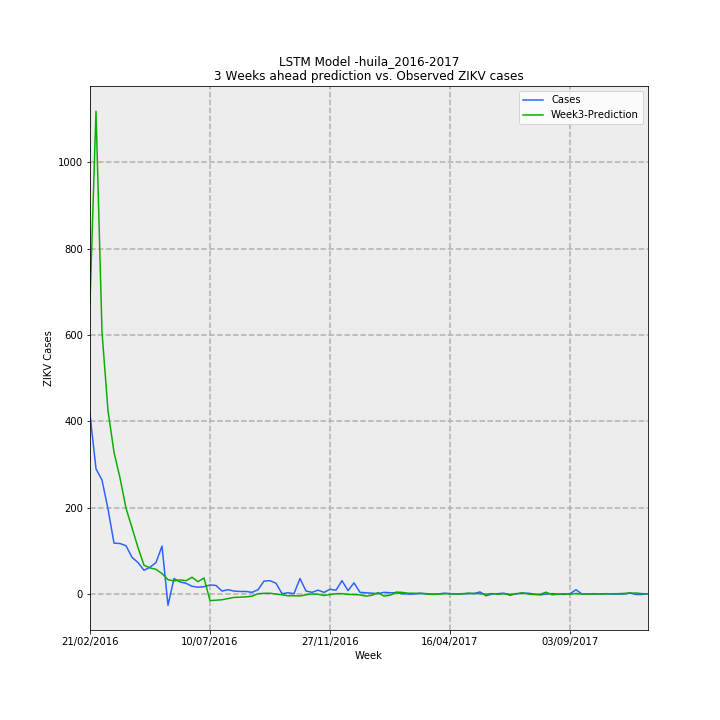 LSTM Model -huila_2016-2017
3 Weeks ahead prediction vs. Observed ZIKV cases
Cases
Week3-Prediction
1000
800
600
400
200
0
ZIKV Cases
21/02/2016
10/07/2016
27/11/2016
16/04/2017
03/09/2017
Week